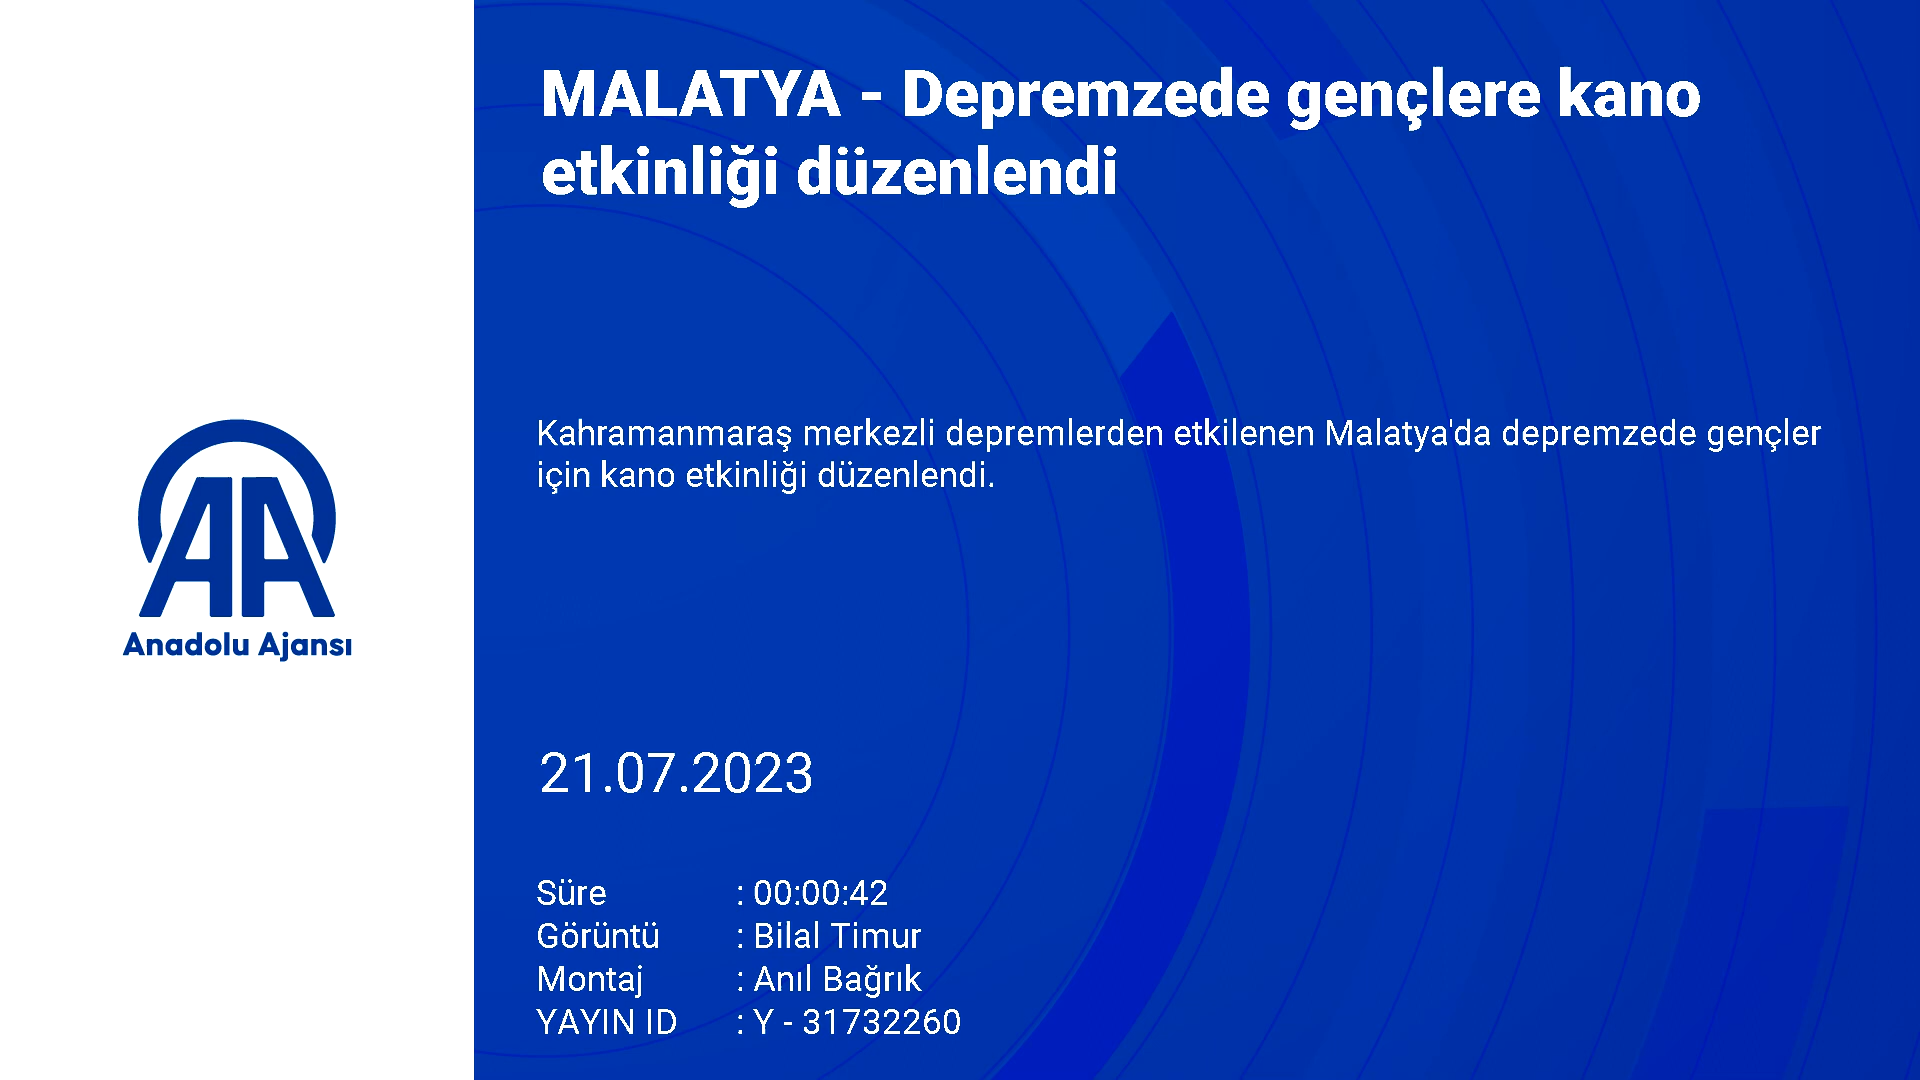 MALATYA - Depremzede gençlere kano
etkinliği düzenlendi
Kahramanmaraş merkezli depremlerden etkilenen Malatya'da depremzede gençler
için kano etkinliği düzenlendi.
AA
Anadolu Ajansı
21.07.2023
Süre : 00:00:42
Görüntü : Bilal Timur
Montaj : Anıl Bağrık
YAYIN ID : Y - 31732260